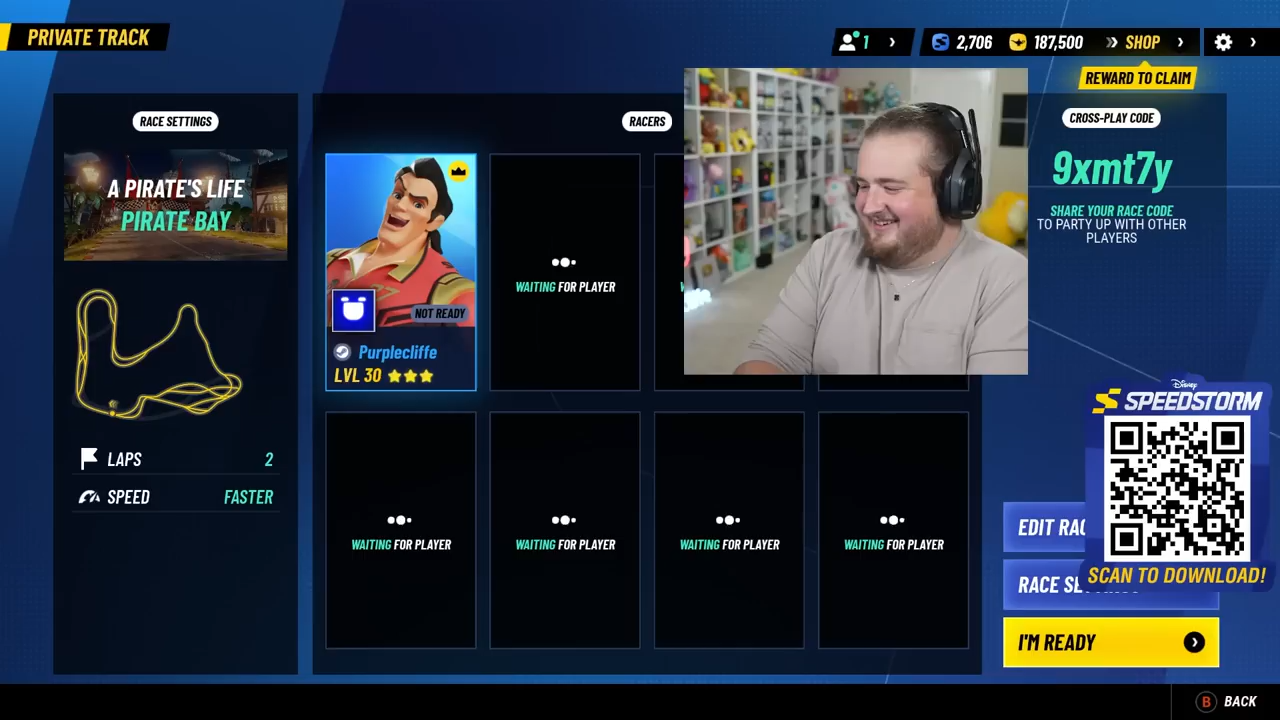 PRIVATE TRACK
1
2,706
187,500
SHOP
REWARD TO CLAIM
RACE SETTINGS
A PIRATE'S LIFE
PIRATE BAY
LAPS 2
SPEED FASTER
RACERS
NOT READY
Purplecliffe
LVL 30
WAITING FOR PLAYER
WAITING FOR PLAYER
WAITING FOR PLAYER
WAITING FOR PLAYER
WAITING FOR PLAYER
CROSS-PLAY CODE
9xmt7y
SHARE YOUR RACE CODE
TO PARTY UP WITH OTHER
PLAYERS
Disney
SPEEDSTORM
SCAN TO DOWNLOAD!
EDIT
RACE
I'M READY
B BACK